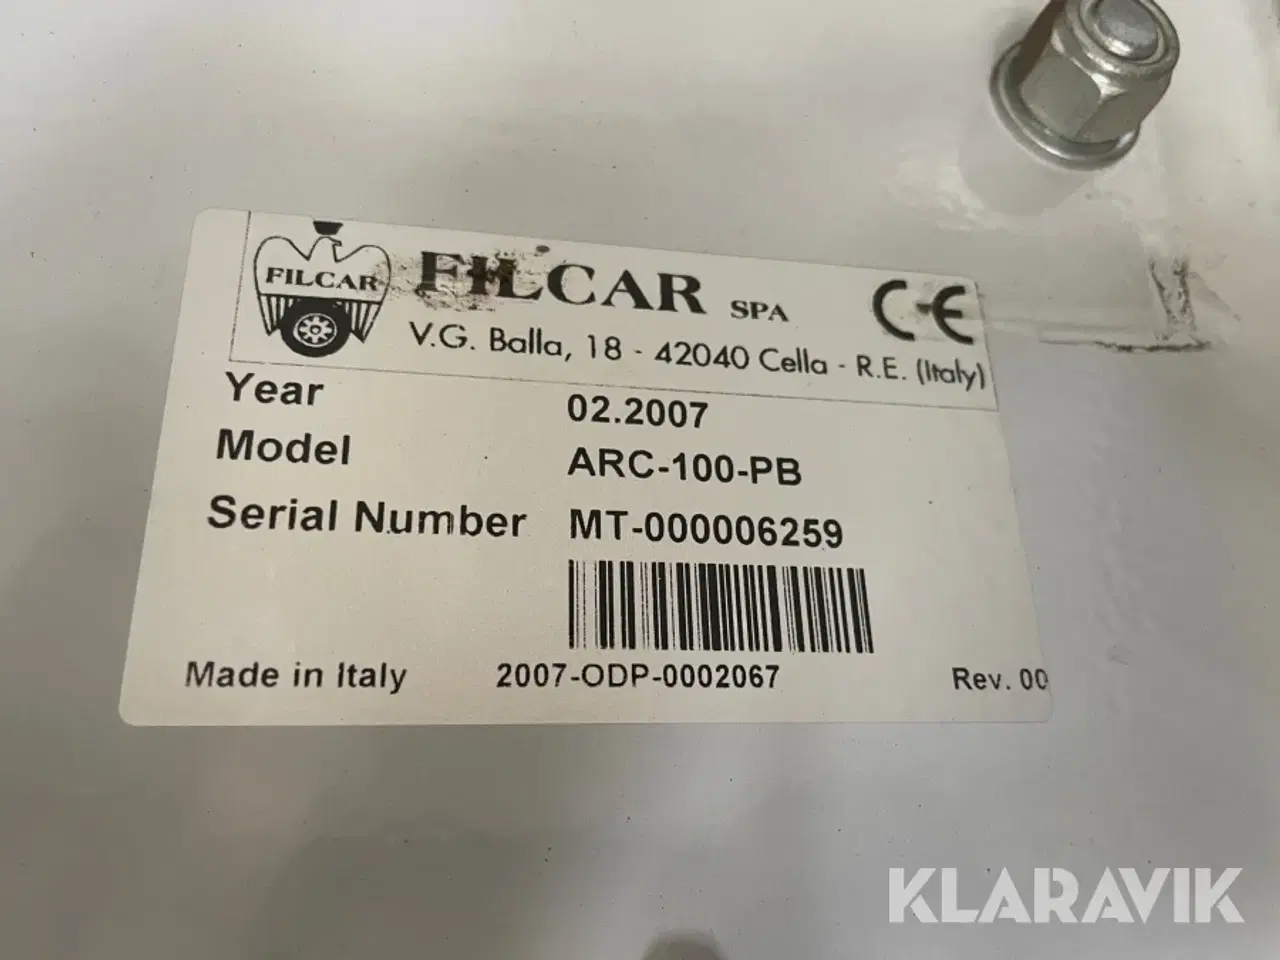 FILCAR
FILCAR SPA
CE
V.G. Balla, 18 - 42040 Cella - R.E. (Italy)
Year 02.2007
Model ARC-100-PB
Serial Number MT-000006259
Made in Italy 2007-ODP-0002067 Rev. 00
KLARAVIK